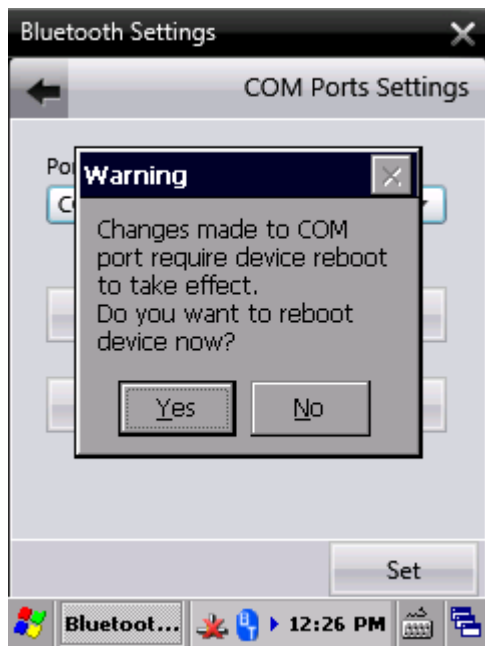 Bluetooth Settings
COM Ports Settings
Warning
Changes made to COM
port require device reboot
to take effect.
Do you want to reboot
device now?
Yes
No
Set
Bluetoot...
12:26 PM